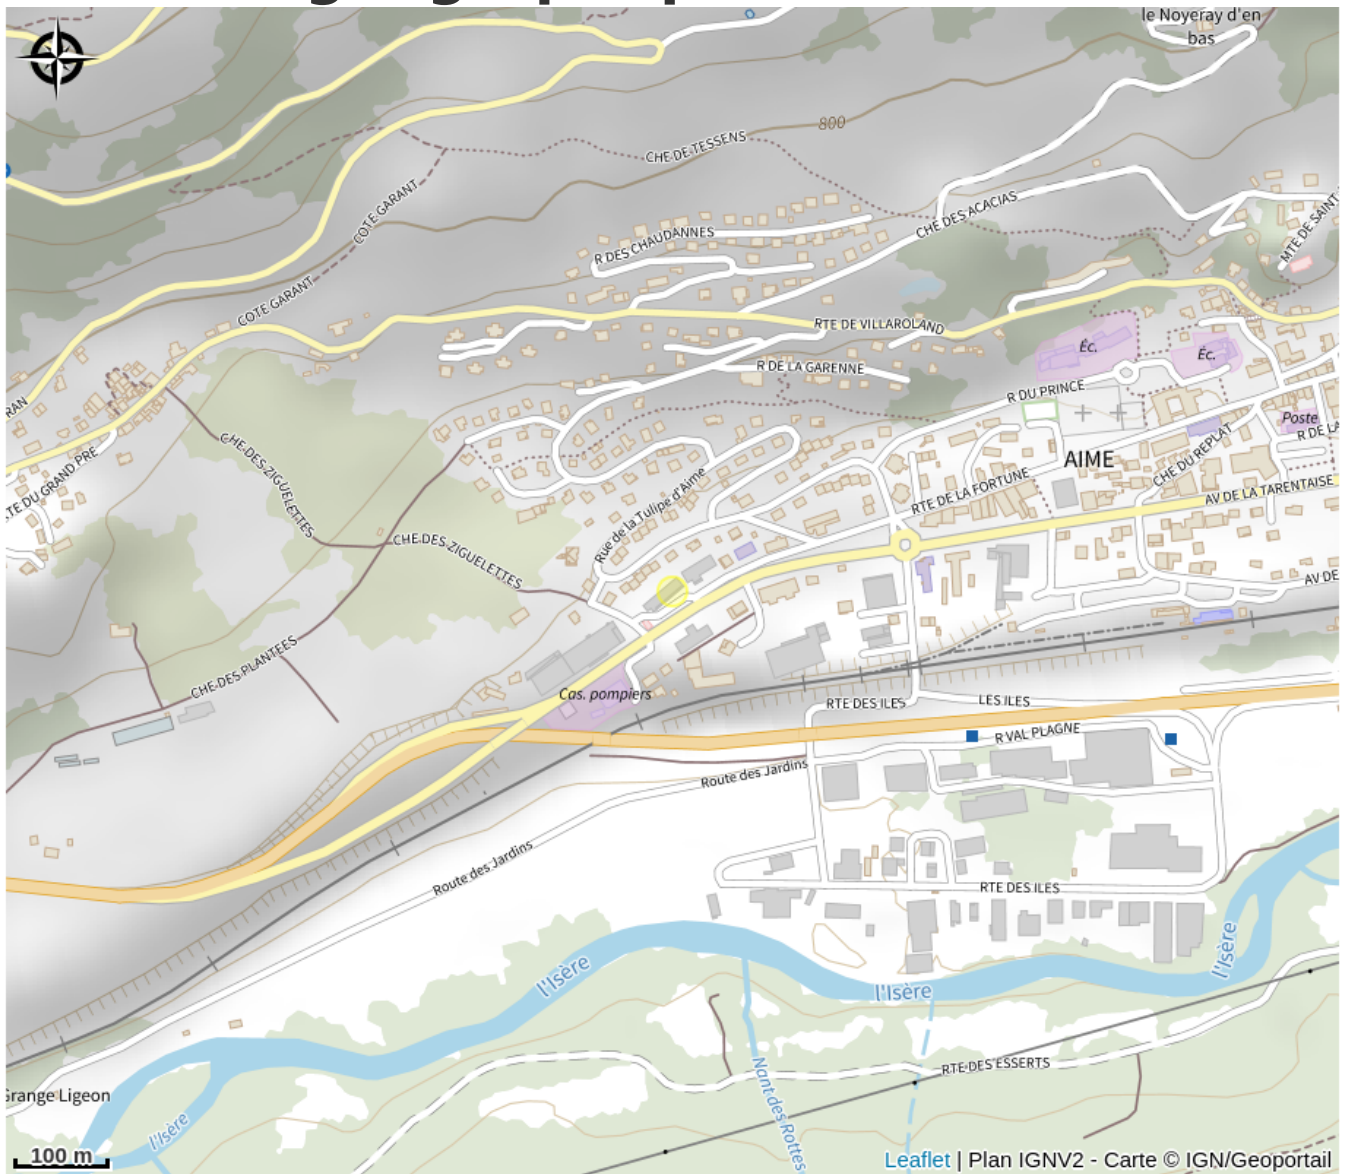 le Noyeray d'en
bas
800
CHE DE TESSENS
COTE GARANT
CHE DES ACACIAS
MTE DE SAINT
R DES CHAUDANNES
COTE GARANT
RTE DE VILLAROLAND
Éc.
Éc.
R DE LA GARENNE
R DU PRINCE
RAN
Poste
R DE LA
CHE DES ZIGUELETTES
AIME
CHE DU REPLAT
TE DU GRAND PRE
Rue de la Tulipe d'Aime
RTE DE LA FORTUNE
AV DE LA TARENTAISE
CHE DES ZIGUELETTES
AV DE
CHE DES PLANTEES
Cas. pompiers
RTE DES ILES
LES ILES
R VAL PLAGNE
Route des Jardins
Route des Jardins
RTE DES ILES
l'Isère
l'Isère
l'Isère
RTE DES ESSERTS
Grange Ligeon
Nant des Rottes
l'Isère
100 m
Leaflet | Plan IGNV2 - Carte © IGN/Geoportail